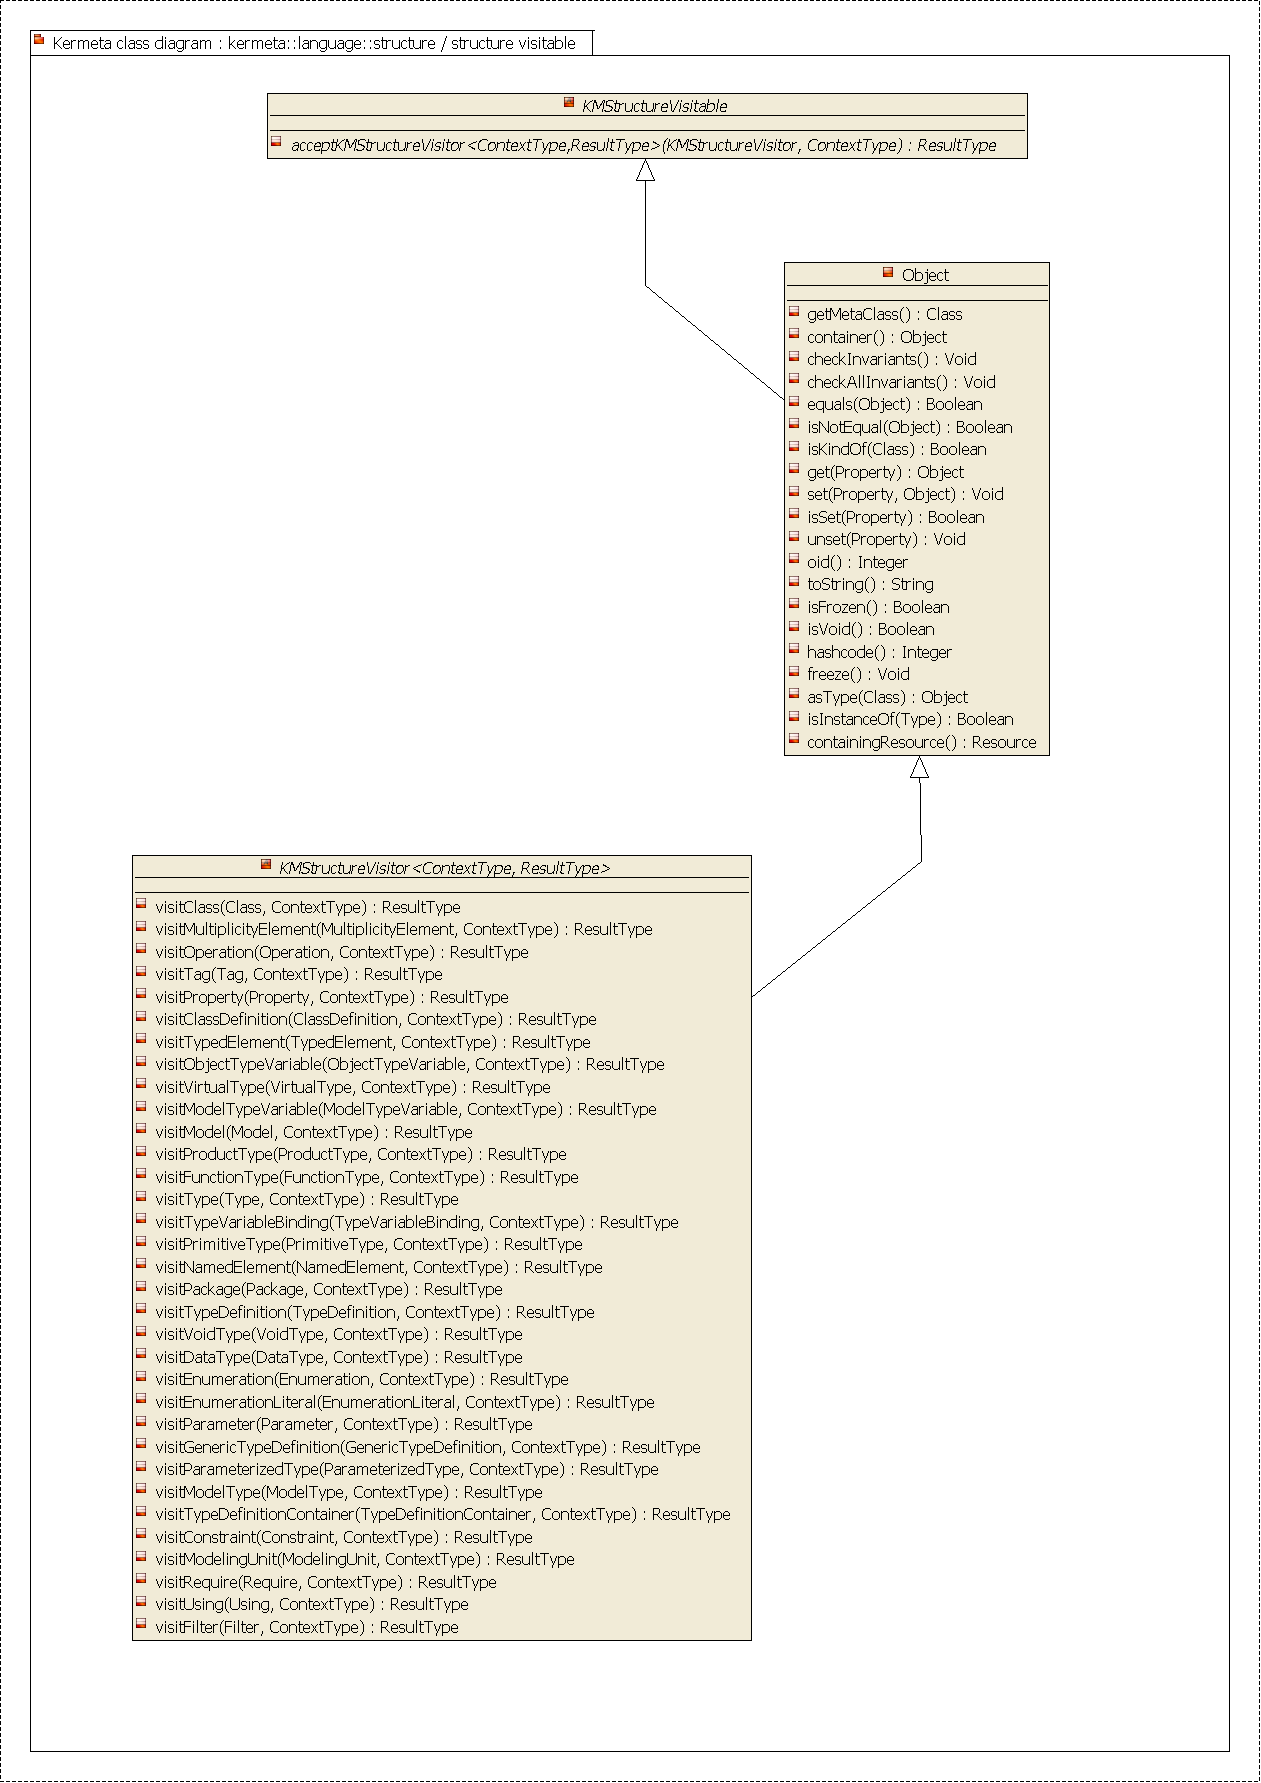 Kermeta class diagram : kermeta::language::structure / structure visitable
KMStructureVisitable
acceptKMStructureVisitor<ContextType,ResultType>(KMStructureVisitor, ContextType) : ResultType
Object
getMetaClass() : Class
container() : Object
checkInvariants() : Void
checkAllInvariants() : Void
equals(Object) : Boolean
isNotEqual(Object) : Boolean
isKindOf(Class) : Boolean
get(Property) : Object
set(Property, Object) : Void
isSet(Property) : Boolean
unset(Property) : Void
oid() : Integer
toString() : String
isFrozen() : Boolean
isVoid() : Boolean
hashcode() : Integer
freeze() : Void
asType(Class) : Object
isInstanceOf(Type) : Boolean
containingResource() : Resource
KMStructureVisitor<ContextType, ResultType>
visitClass(Class, ContextType) : ResultType
visitMultiplicityElement(MultiplicityElement, ContextType) : ResultType
visitOperation(Operation, ContextType) : ResultType
visitTag(Tag, ContextType) : ResultType
visitProperty(Property, ContextType) : ResultType
visitClassDefinition(ClassDefinition, ContextType) : ResultType
visitTypedElement(TypedElement, ContextType) : ResultType
visitObjectTypeVariable(ObjectTypeVariable, ContextType) : ResultType
visitVirtualType(VirtualType, ContextType) : ResultType
visitModelTypeVariable(ModelTypeVariable, ContextType) : ResultType
visitModel(Model, ContextType) : ResultType
visitProductType(ProductType, ContextType) : ResultType
visitFunctionType(FunctionType, ContextType) : ResultType
visitType(Type, ContextType) : ResultType
visitTypeVariableBinding(TypeVariableBinding, ContextType) : ResultType
visitPrimitiveType(PrimitiveType, ContextType) : ResultType
visitNamedElement(NamedElement, ContextType) : ResultType
visitPackage(Package, ContextType) : ResultType
visitTypeDefinition(TypeDefinition, ContextType) : ResultType
visitVoidType(VoidType, ContextType) : ResultType
visitDataType(DataType, ContextType) : ResultType
visitEnumeration(Enumeration, ContextType) : ResultType
visitEnumerationLiteral(EnumerationLiteral, ContextType) : ResultType
visitParameter(Parameter, ContextType) : ResultType
visitGenericTypeDefinition(GenericTypeDefinition, ContextType) : ResultType
visitParameterizedType(ParameterizedType, ContextType) : ResultType
visitModelType(ModelType, ContextType) : ResultType
visitTypeDefinitionContainer(TypeDefinitionContainer, ContextType) : ResultType
visitConstraint(Constraint, ContextType) : ResultType
visitModelingUnit(ModelingUnit, ContextType) : ResultType
visitRequire(Require, ContextType) : ResultType
visitUsing(Using, ContextType) : ResultType
visitFilter(Filter, ContextType) : ResultType